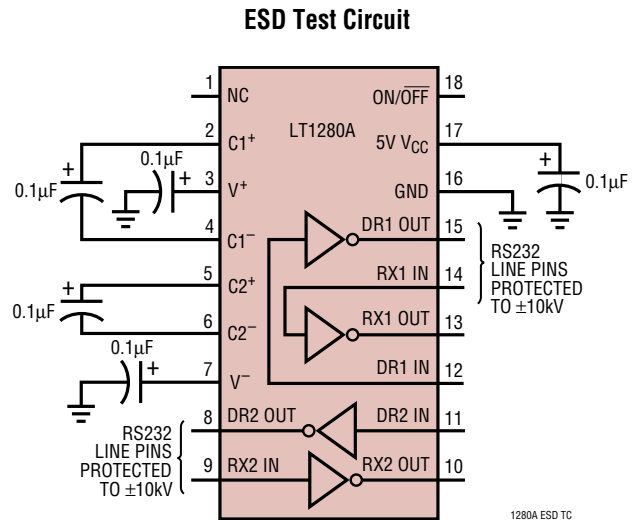 ESD Test Circuit
1
NC
ON/OFF
18
LT1280A
2
C1+
5V VCC
17
0.1µF
+
0.1µF
+
3
V+
GND
16
+
0.1µF
4
C1–
DR1 OUT
15
RS232
LINE PINS
PROTECTED
TO ±10kV
5
C2+
RX1 IN
14
+
0.1µF
6
C2–
RX1 OUT
13
0.1µF
+
7
V–
DR1 IN
12
8
DR2 OUT
DR2 IN
11
RS232
LINE PINS
PROTECTED
TO ±10kV
9
RX2 IN
RX2 OUT
10
1280A ESD TC